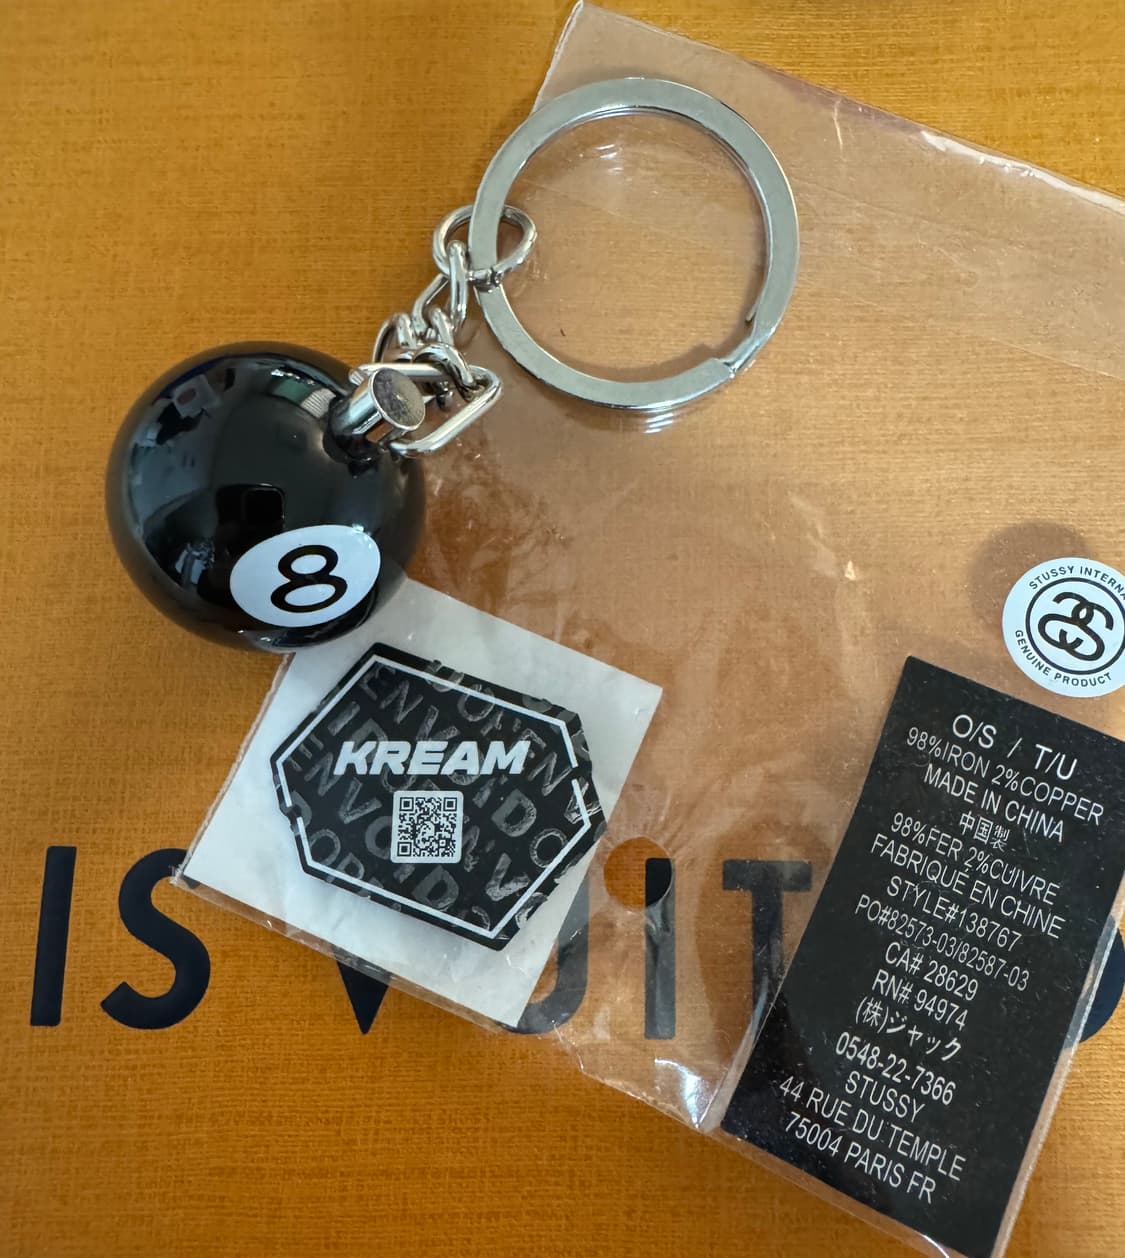 8
STUSSY INTERNA
GENUINE PRODUCT
KREAM
O/S / T/U
98%IRON 2%COPPER
MADE IN CHINA
中国製
98%FER 2%CUIVRE
FABRIQUE EN CHINE
STYLE#138767
PO#82573-03/82587-03
CA# 28629
RN# 94974
(株)ジャック
0548-22-7366
STUSSY
44 RUE DU TEMPLE
75004 PARIS FR
IS VUITTO